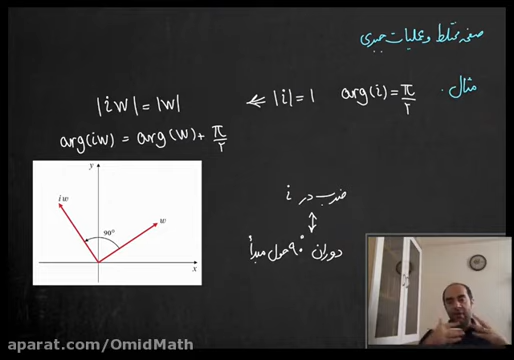 صفحه مختلط و عملیات جبری
مثال.
arg(i) = π/۲
|i| = 1
⇐
|iw| = |w|
arg(iw) = arg(w) + π/۲
ضرب در i
↕
دوران ۹۰° حول مبدأ
y
iw
90°
w
x
aparat.com/OmidMath